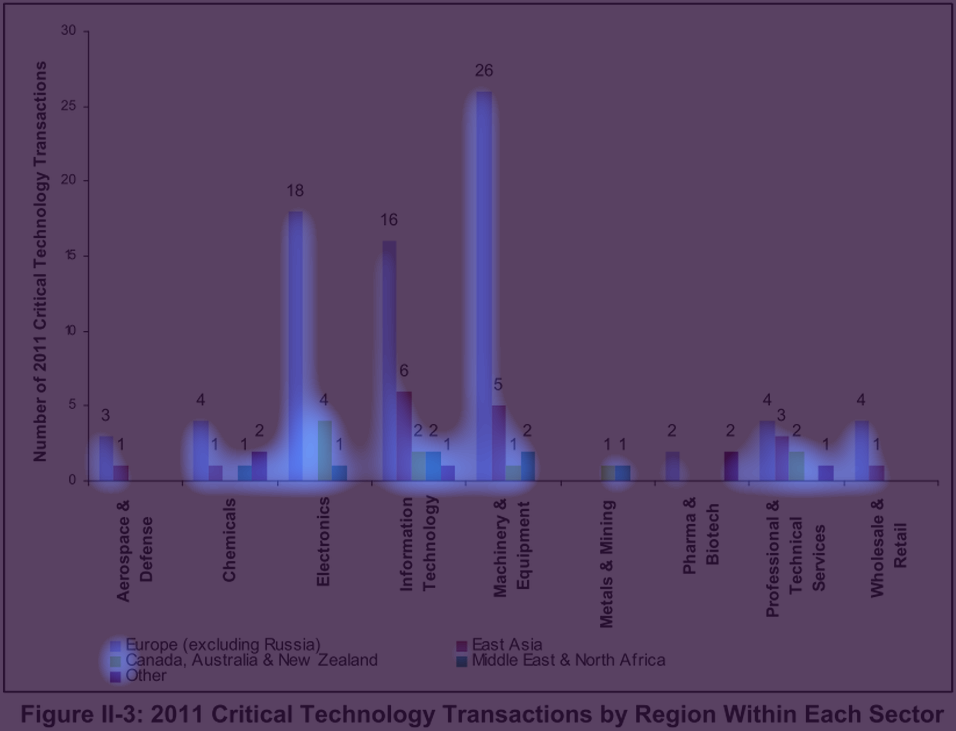 30
26
25
Number of 2011 Critical Technology Transactions
20
18
16
15
10
6
5
5
4 4 4 4
3 3
2 2 2 2 2 2 2
1 1 1 1 1 1 1 1 1 1
0
Aerospace & Defense
Chemicals
Electronics
Information Technology
Machinery & Equipment
Metals & Mining
Pharma & Biotech
Professional & Technical Services
Wholesale & Retail
Europe (excluding Russia) East Asia
Canada, Australia & New Zealand Middle East & North Africa
Other
Figure II-3: 2011 Critical Technology Transactions by Region Within Each Sector